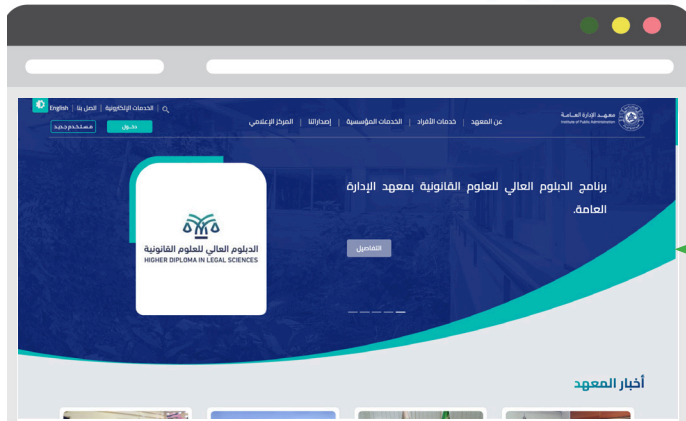 معهد الإدارة العامة
Institute of Public Administration
عن المعهد | خدمات الأفراد | الخدمات المؤسسية | إصداراتنا | المركز الإعلامي
الخدمات الإلكترونية | اتصل بنا | English
دخول
مستخدم جديد
برنامج الدبلوم العالي للعلوم القانونية بمعهد الإدارة
العامة.
التفاصيل
الدبلوم العالي للعلوم القانونية
HIGHER DIPLOMA IN LEGAL SCIENCES
أخبار المعهد